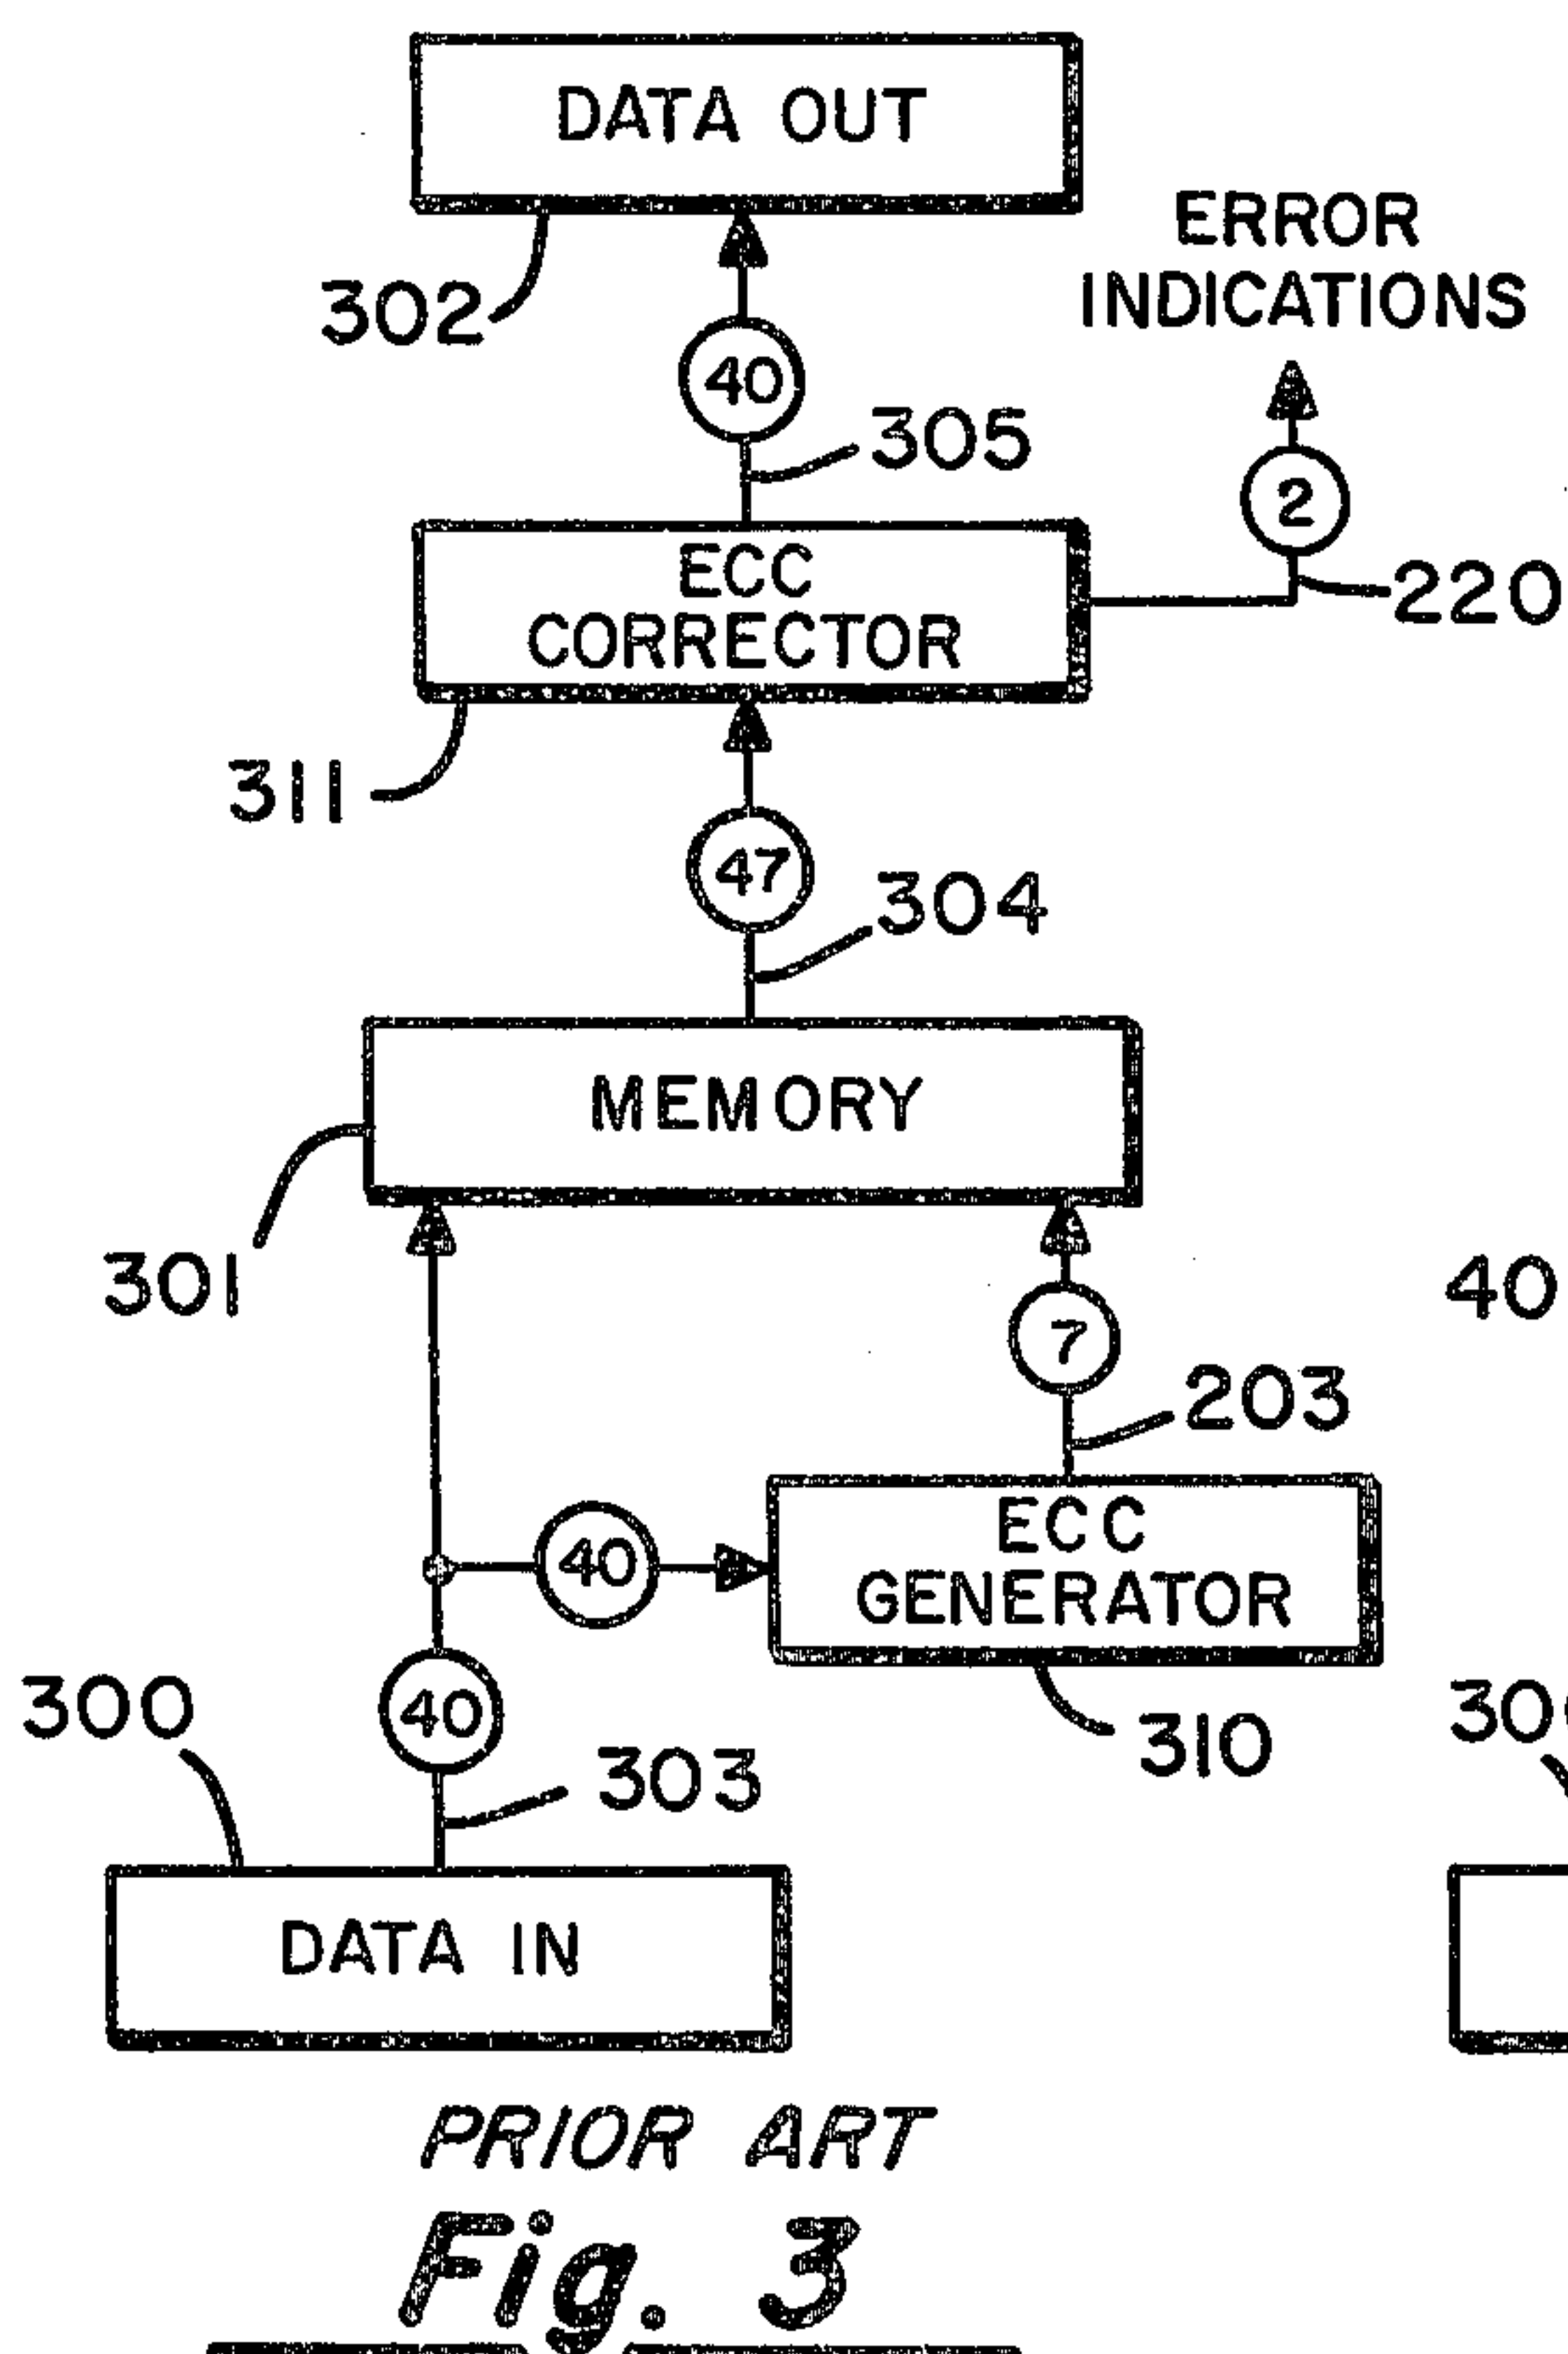 DATA OUT
ERROR
INDICATIONS
302
40
305
2
220
ECC
CORRECTOR
311
47
304
MEMORY
301
40
7
203
ECC
GENERATOR
40
300
40
310
303
DATA IN
PRIOR ART
Fig. 3